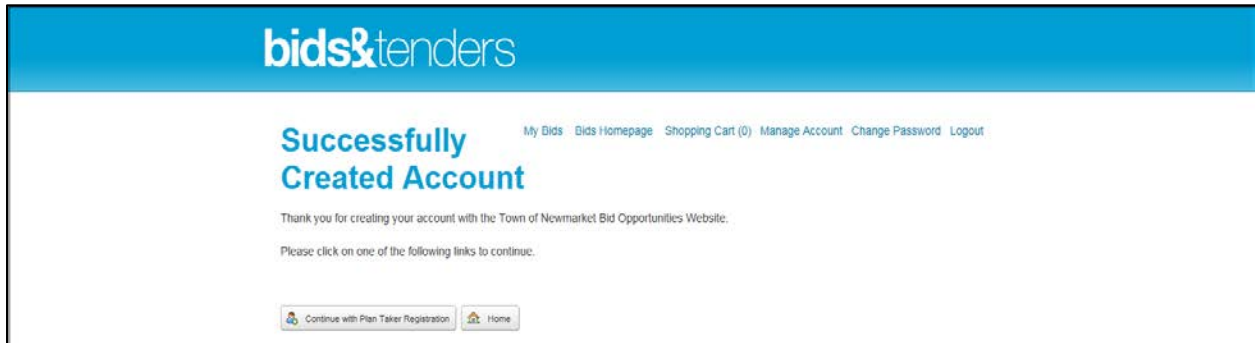 bids&tenders
Successfully
Created Account
My Bids Bids Homepage Shopping Cart (0) Manage Account Change Password Logout
Thank you for creating your account with the Town of Newmarket Bid Opportunities Website.
Please click on one of the following links to continue.
Continue with Plan Taker Registration Home